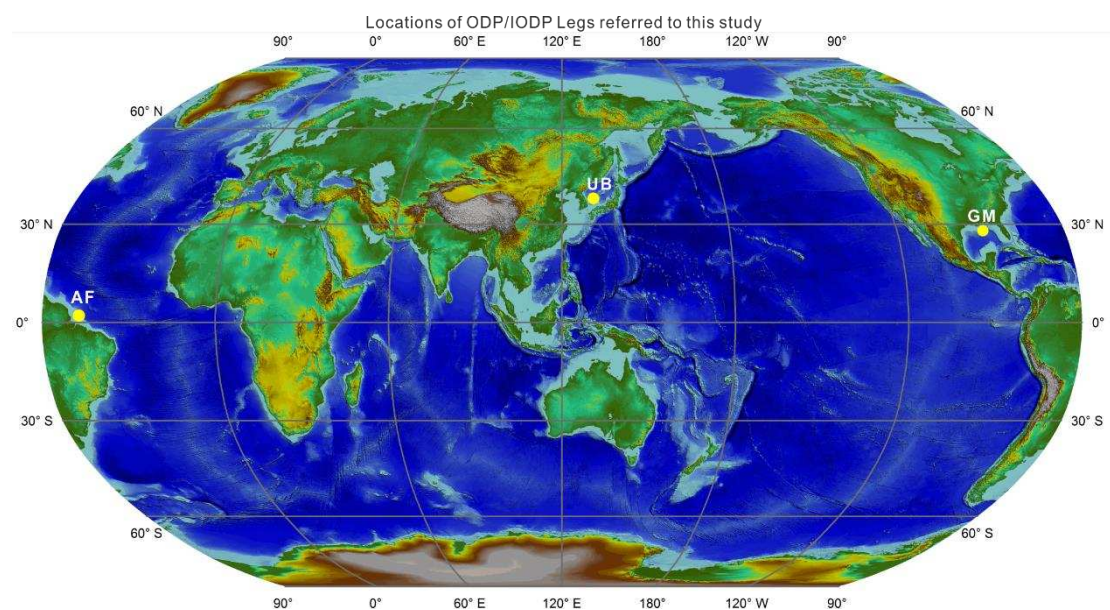 Locations of ODP/IODP Legs referred to this study
90° 0° 60° E 120° E 180° 120° W 90°
60° N 60° N
UB
30° N GM 30° N
AF
0° 0°
30° S 30° S
60° S 60° S
90° 0° 60° E 120° E 180° 120° W 90°